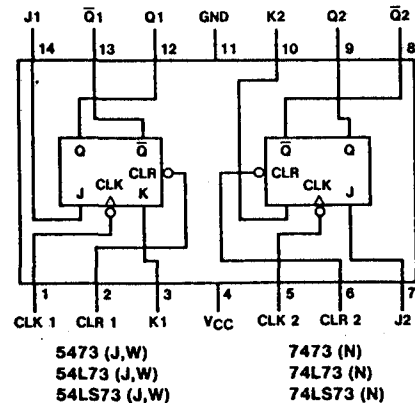 J1 Q̅1 Q1 GND K2 Q2 Q̅2
14 13 12 11 10 9 8
Q Q̅ Q̅ Q
CLR CLR
CLK CLK
J K J
1 2 3 4 5 6 7
CLK 1 CLR 1 K1 VCC CLK 2 CLR 2 J2
5473 (J,W) 7473 (N)
54L73 (J,W) 74L73 (N)
54LS73 (J,W) 74LS73 (N)